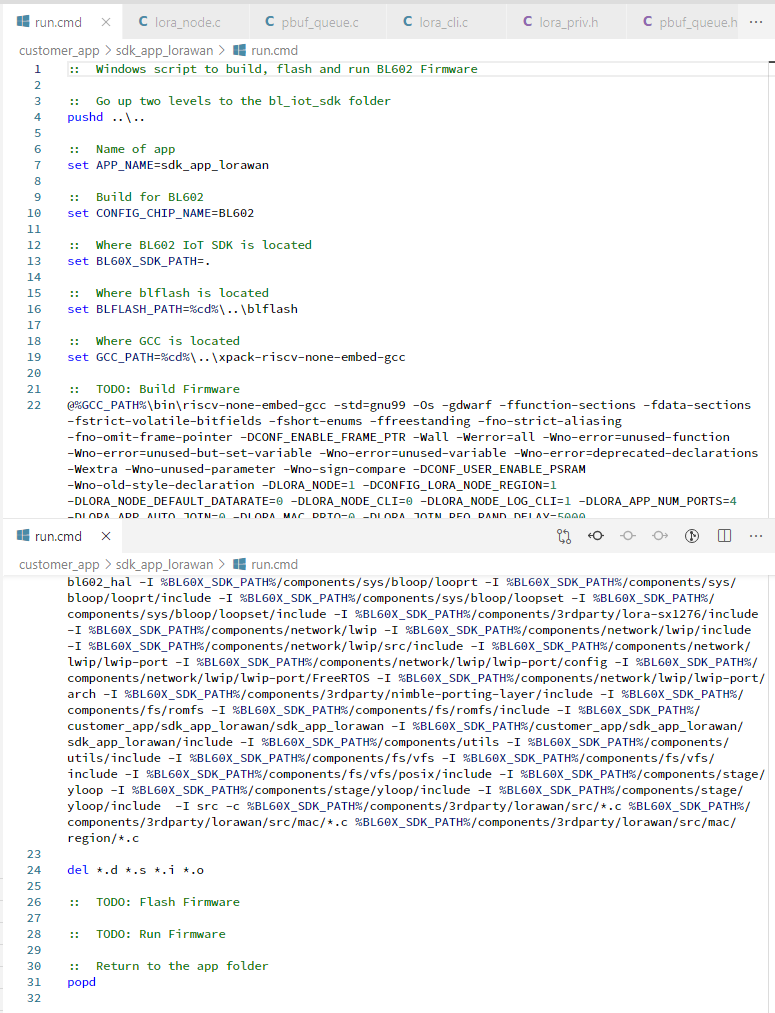 run.cmd × lora_node.c pbuf_queue.c lora_cli.c lora_priv.h pbuf_queue.h ...
customer_app > sdk_app_lorawan > run.cmd
1 ::  Windows script to build, flash and run BL602 Firmware
2
3 ::  Go up two levels to the bl_iot_sdk folder
4 pushd ..\..
5
6 ::  Name of app
7 set APP_NAME=sdk_app_lorawan
8
9 ::  Build for BL602
10 set CONFIG_CHIP_NAME=BL602
11
12 ::  Where BL602 IoT SDK is located
13 set BL60X_SDK_PATH=.
14
15 ::  Where blflash is located
16 set BLFLASH_PATH=%cd%\..\blflash
17
18 ::  Where GCC is located
19 set GCC_PATH=%cd%\..\xpack-riscv-none-embed-gcc
20
21 ::  TODO: Build Firmware
22 @%GCC_PATH%\bin\riscv-none-embed-gcc -std=gnu99 -Os -gdwarf -ffunction-sections -fdata-sections
-fstrict-volatile-bitfields -fshort-enums -ffreestanding -fno-strict-aliasing
-fno-omit-frame-pointer -DCONF_ENABLE_FRAME_PTR -Wall -Werror=all -Wno-error=unused-function
-Wno-error=unused-but-set-variable -Wno-error=unused-variable -Wno-error=deprecated-declarations
-Wextra -Wno-unused-parameter -Wno-sign-compare -DCONF_USER_ENABLE_PSRAM
-Wno-old-style-declaration -DLORA_NODE=1 -DCONFIG_LORA_NODE_REGION=1
-DLORA_NODE_DEFAULT_DATARATE=0 -DLORA_NODE_CLI=0 -DLORA_NODE_LOG_CLI=1 -DLORA_APP_NUM_PORTS=4
-DLORA_APP_AUTO_JOIN=0 -DLORA_MAC_PRIO=0 -DLORA_JOIN_REQ_RAND_DELAY=5000
run.cmd × ...
customer_app > sdk_app_lorawan > run.cmd
bl602_hal -I %BL60X_SDK_PATH%/components/sys/bloop/looprt -I %BL60X_SDK_PATH%/components/sys/
bloop/looprt/include -I %BL60X_SDK_PATH%/components/sys/bloop/loopset -I %BL60X_SDK_PATH%/
components/sys/bloop/loopset/include -I %BL60X_SDK_PATH%/components/3rdparty/lora-sx1276/include
-I %BL60X_SDK_PATH%/components/network/lwip -I %BL60X_SDK_PATH%/components/network/lwip/include
-I %BL60X_SDK_PATH%/components/network/lwip/src/include -I %BL60X_SDK_PATH%/components/network/
lwip/lwip-port -I %BL60X_SDK_PATH%/components/network/lwip/lwip-port/config -I %BL60X_SDK_PATH%/
components/network/lwip/lwip-port/FreeRTOS -I %BL60X_SDK_PATH%/components/network/lwip/lwip-port/
arch -I %BL60X_SDK_PATH%/components/3rdparty/nimble-porting-layer/include -I %BL60X_SDK_PATH%/
components/fs/romfs -I %BL60X_SDK_PATH%/components/fs/romfs/include -I %BL60X_SDK_PATH%/
customer_app/sdk_app_lorawan/sdk_app_lorawan -I %BL60X_SDK_PATH%/customer_app/sdk_app_lorawan/
sdk_app_lorawan/include -I %BL60X_SDK_PATH%/components/utils -I %BL60X_SDK_PATH%/components/
utils/include -I %BL60X_SDK_PATH%/components/fs/vfs -I %BL60X_SDK_PATH%/components/fs/vfs/
include -I %BL60X_SDK_PATH%/components/fs/vfs/posix/include -I %BL60X_SDK_PATH%/components/stage/
yloop -I %BL60X_SDK_PATH%/components/stage/yloop/include -I %BL60X_SDK_PATH%/components/stage/
yloop/include  -I src -c %BL60X_SDK_PATH%/components/3rdparty/lorawan/src/*.c %BL60X_SDK_PATH%/
components/3rdparty/lorawan/src/mac/*.c %BL60X_SDK_PATH%/components/3rdparty/lorawan/src/mac/
region/*.c
23
24 del *.d *.s *.i *.o
25
26 ::  TODO: Flash Firmware
27
28 ::  TODO: Run Firmware
29
30 ::  Return to the app folder
31 popd
32